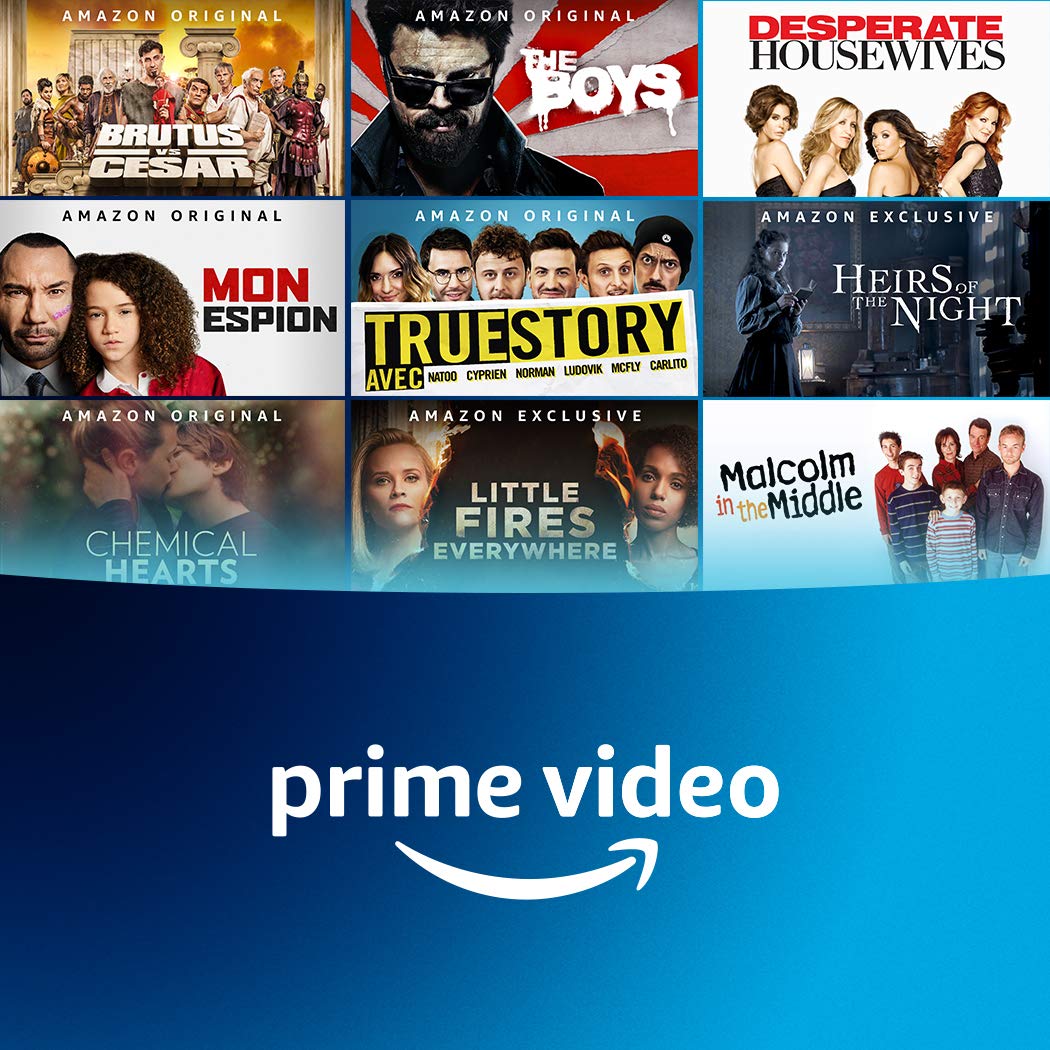 AMAZON ORIGINAL
BRUTUS
VS
CESAR
AMAZON ORIGINAL
THE
BOYS
DESPERATE
HOUSEWIVES
AMAZON ORIGINAL
MON
ESPION
AMAZON ORIGINAL
TRUESTORY
AVEC NATOO CYPRIEN NORMAN LUDOVIK MCFLY CARLITO
AMAZON EXCLUSIVE
HEIRS OF
THE NIGHT
AMAZON ORIGINAL
CHEMICAL
HEARTS
AMAZON EXCLUSIVE
LITTLE
FIRES
EVERYWHERE
Malcolm
in the Middle
prime video